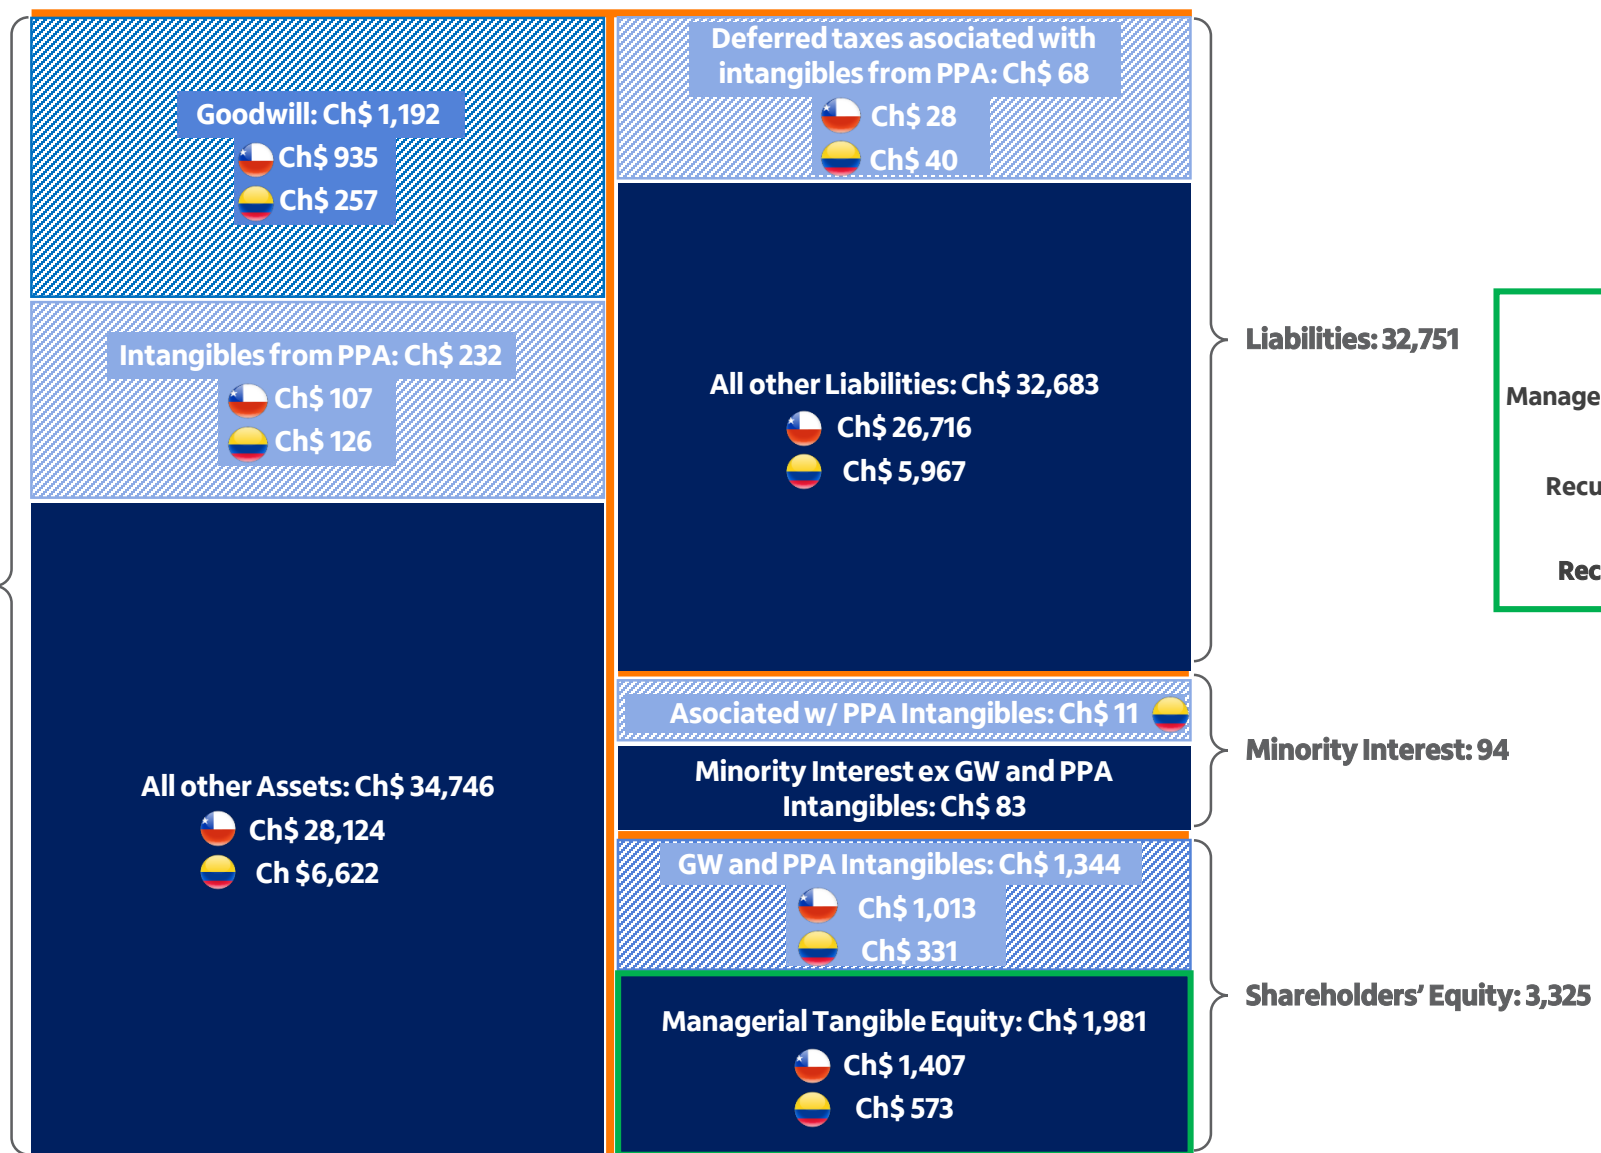 Goodwill: Ch$ 1,192
Ch$ 935
Ch$ 257
Intangibles from PPA: Ch$ 232
Ch$ 107
Ch$ 126
All other Assets: Ch$ 34,746
Ch$ 28,124
Ch $6,622
Deferred taxes asociated with
intangibles from PPA: Ch$ 68
Ch$ 28
Ch$ 40
All other Liabilities: Ch$ 32,683
Ch$ 26,716
Ch$ 5,967
Asociated w/ PPA Intangibles: Ch$ 11
Minority Interest ex GW and PPA
Intangibles: Ch$ 83
GW and PPA Intangibles: Ch$ 1,344
Ch$ 1,013
Ch$ 331
Managerial Tangible Equity: Ch$ 1,981
Ch$ 1,407
Ch$ 573
Liabilities: 32,751
Minority Interest: 94
Shareholders’ Equity: 3,325
Manage
Recu
Rec